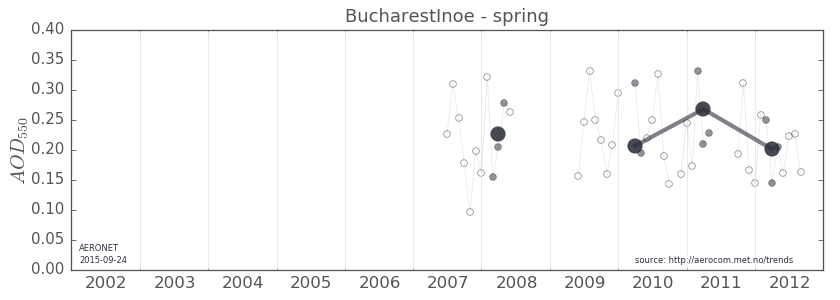 BucharestInoe - spring
0.40
0.35
0.30
0.25
0.20
0.15
0.10
0.05
0.00
AOD550
AERONET
2015-09-24
source: http://aerocom.met.no/trends
2002 2003 2004 2005 2006 2007 2008 2009 2010 2011 2012